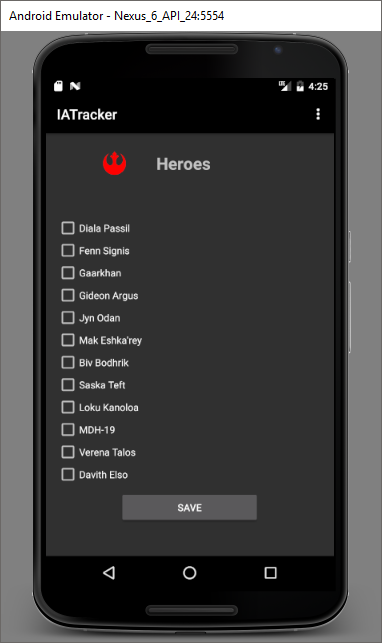 Android Emulator - Nexus_6_API_24:5554
LTE 4:25
IATracker
Heroes
Diala Passil
Fenn Signis
Gaarkhan
Gideon Argus
Jyn Odan
Mak Eshka'rey
Biv Bodhrik
Saska Teft
Loku Kanoloa
MDH-19
Verena Talos
Davith Elso
SAVE